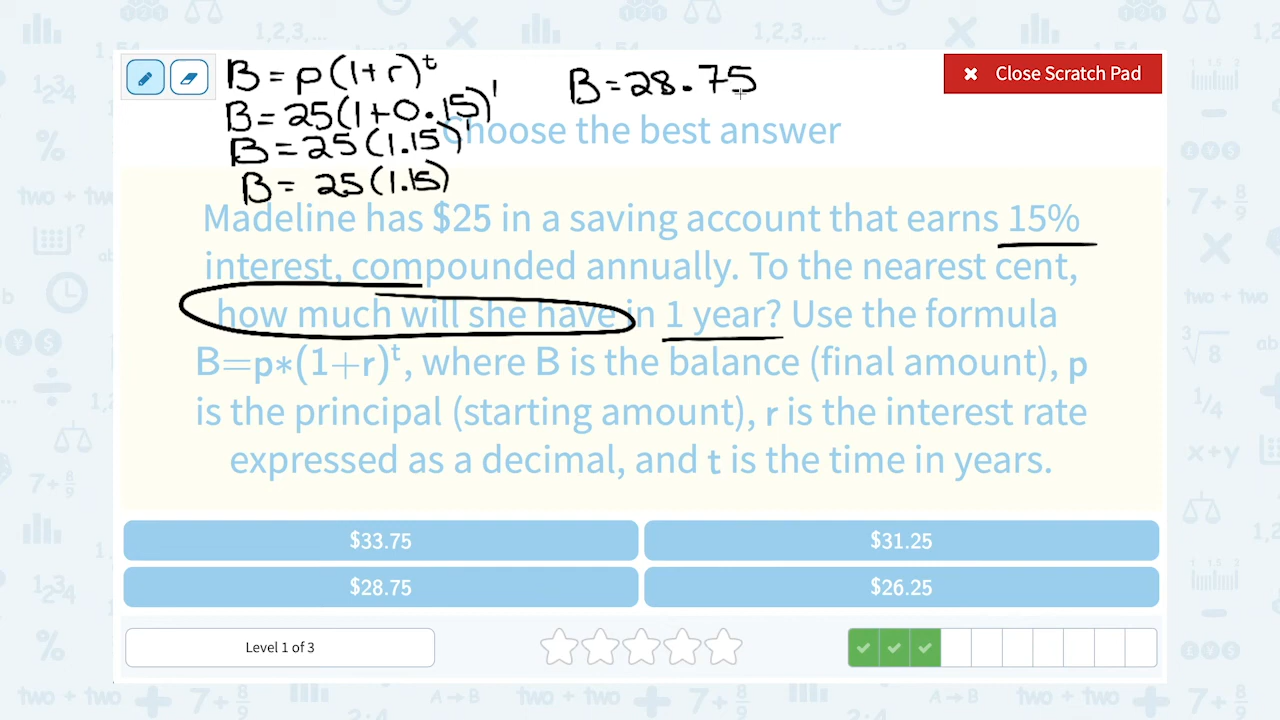 B = p(1+r)^t
B = 25(1+0.15)^1
B = 25(1.15)^1
B = 25(1.15)
B = 28.75
✖ Close Scratch Pad
Choose the best answer
Madeline has $25 in a saving account that earns 15%
interest, compounded annually. To the nearest cent,
how much will she have in 1 year? Use the formula
B=p*(1+r)^t, where B is the balance (final amount), p
is the principal (starting amount), r is the interest rate
expressed as a decimal, and t is the time in years.
$33.75
$31.25
$28.75
$26.25
Level 1 of 3